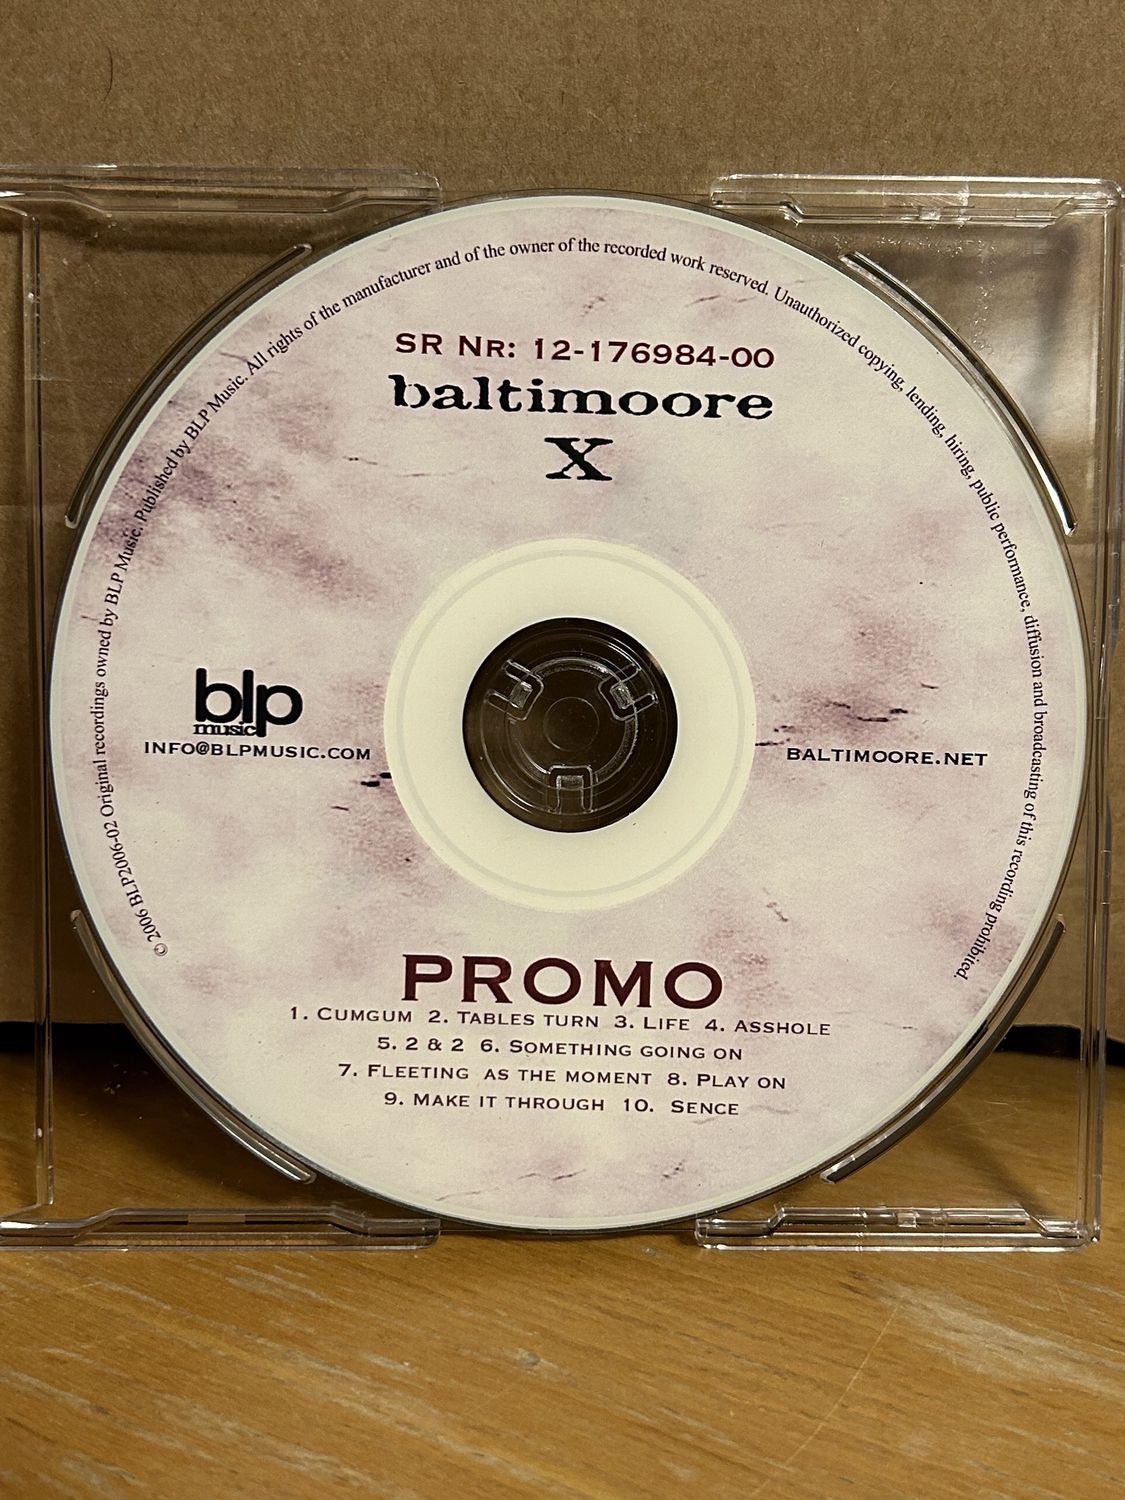 © 2006 BLP2006-02 Original recordings owned by BLP Music. Published by BLP Music. All rights of the manufacturer and of the owner of the recorded work reserved. Unauthorized copying, lending, hiring, public performance, diffusion and broadcasting of this recording prohibited.
SR NR: 12-176984-00
baltimoore
X
blp
music
INFO@BLPMUSIC.COM
BALTIMOORE.NET
PROMO
1. CUMGUM 2. TABLES TURN 3. LIFE 4. ASSHOLE
5. 2 & 2 6. SOMETHING GOING ON
7. FLEETING AS THE MOMENT 8. PLAY ON
9. MAKE IT THROUGH 10. SENCE